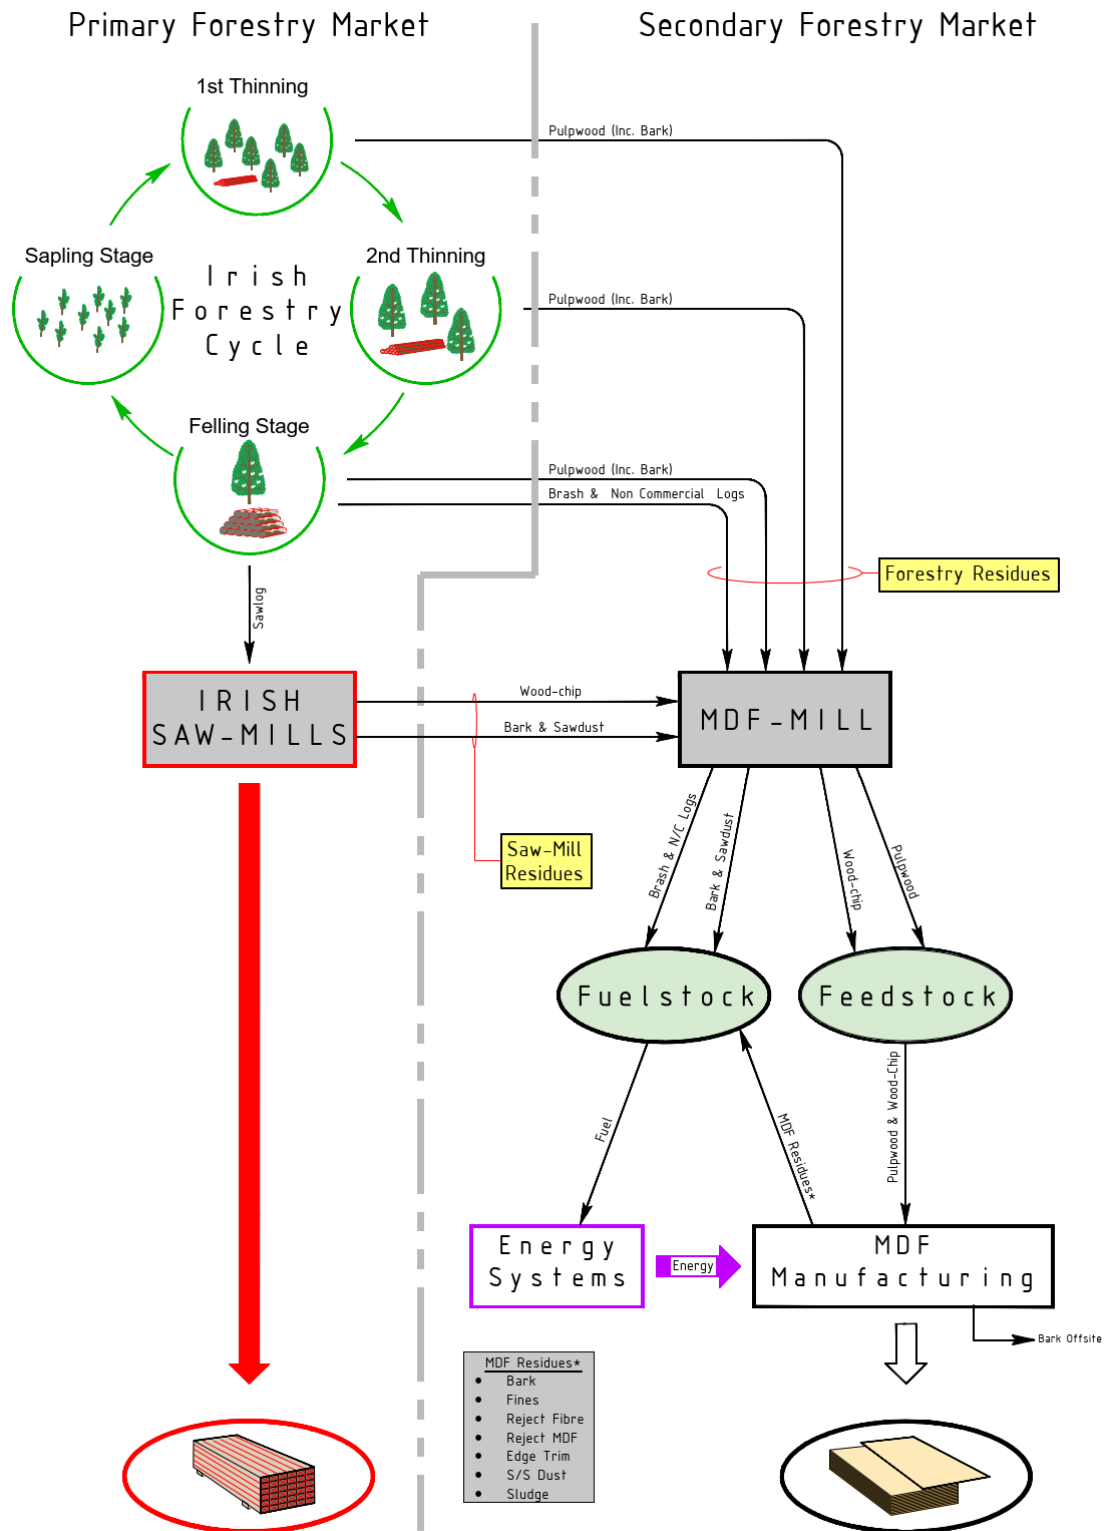 Primary Forestry Market
Secondary Forestry Market
1st Thinning
Pulpwood (Inc. Bark)
Sapling Stage
2nd Thinning
Irish
Forestry
Cycle
Pulpwood (Inc. Bark)
Felling Stage
Pulpwood (Inc. Bark)
Brash & Non Commercial Logs
Forestry Residues
Sawlog
IRISH
SAW-MILLS
Wood-chip
Bark & Sawdust
MDF-MILL
Saw-Mill
Residues
Brash & N/C Logs
Bark & Sawdust
Wood-chip
Pulpwood
Fuelstock
Feedstock
Fuel
MDF Residues*
Pulpwood & Wood-Chip
Energy
Systems
Energy
MDF
Manufacturing
Bark Offsite
MDF Residues*
• Bark
• Fines
• Reject Fibre
• Reject MDF
• Edge Trim
• S/S Dust
• Sludge